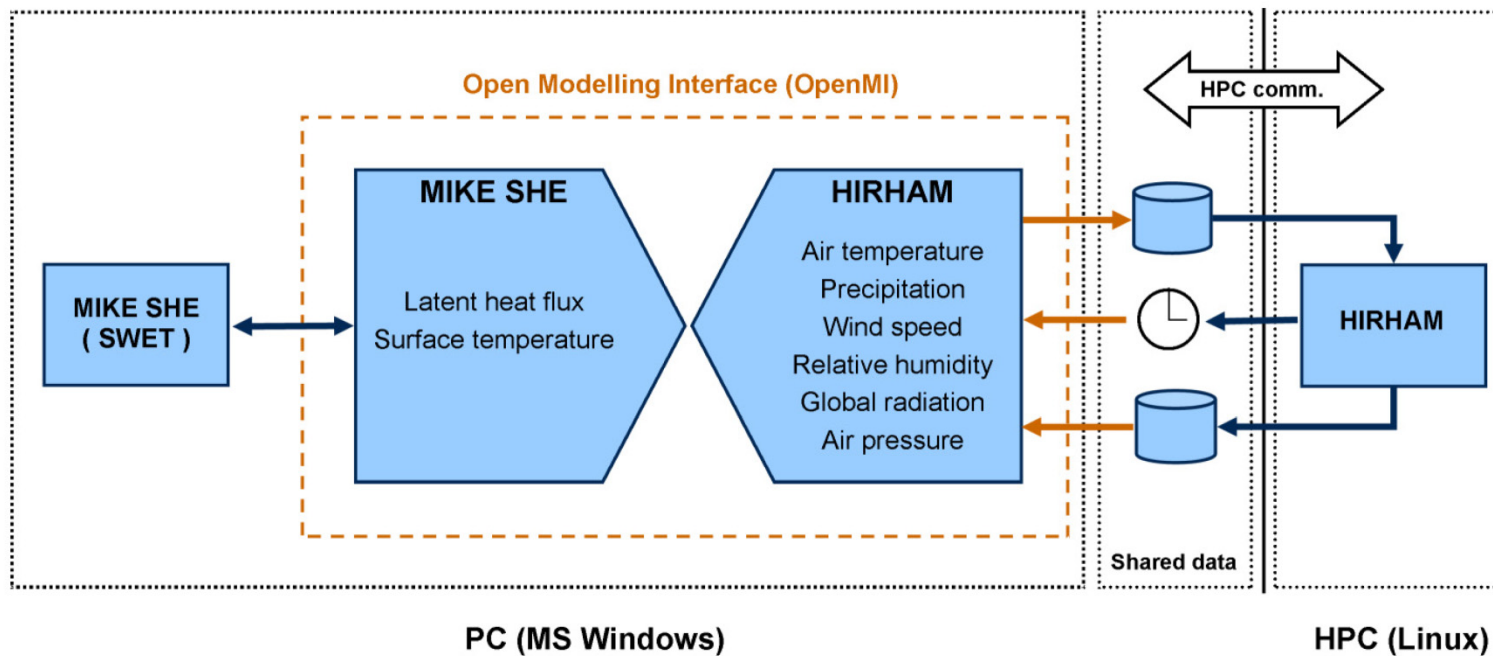 Open Modelling Interface (OpenMI)
HPC comm.
MIKE SHE
HIRHAM
Air temperature
Precipitation
Wind speed
Relative humidity
Global radiation
Air pressure
Latent heat flux
Surface temperature
MIKE SHE
( SWET )
HIRHAM
Shared data
PC (MS Windows)
HPC (Linux)